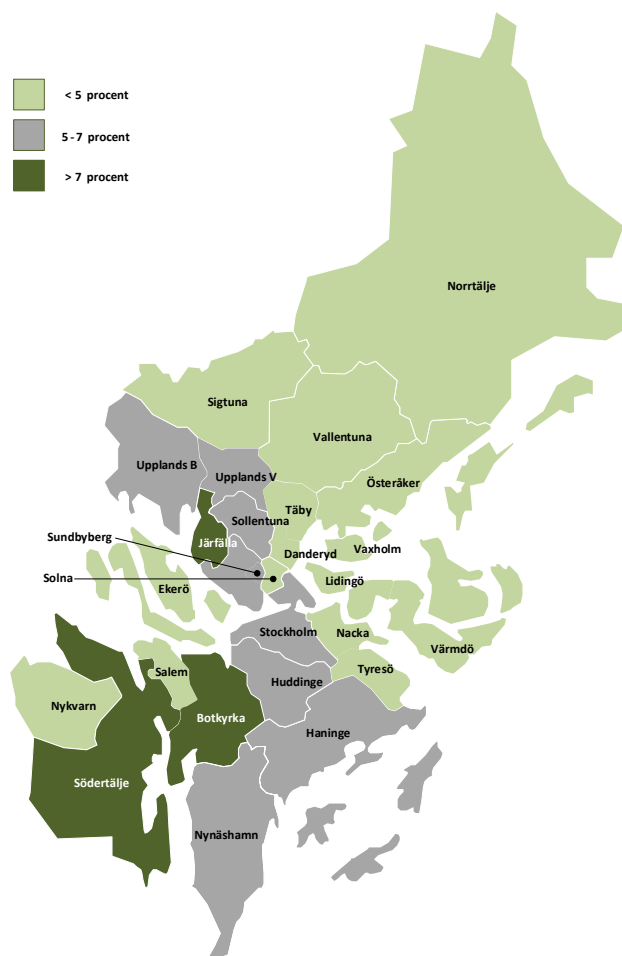 < 5 procent
5 - 7 procent
> 7 procent
Norrtälje
Sigtuna
Vallentuna
Upplands B
Upplands V
Österåker
Täby
Sollentuna
Sundbyberg
Järfälla
Danderyd
Vaxholm
Solna
Ekerö
Lidingö
Stockholm
Nacka
Värmdö
Salem
Tyresö
Huddinge
Nykvarn
Botkyrka
Haninge
Södertälje
Nynäshamn